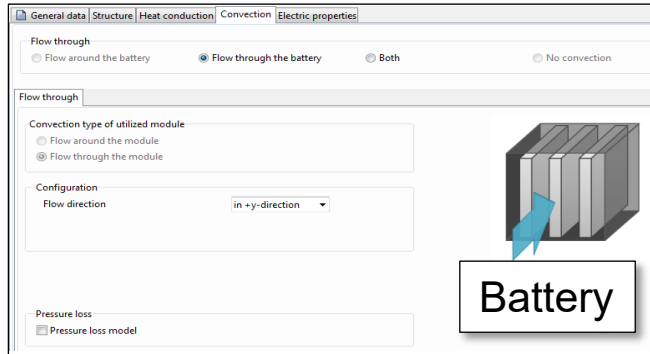 General data Structure Heat conduction Convection Electric properties
Flow through
Flow around the battery Flow through the battery Both No convection
Flow through
Convection type of utilized module
Flow around the module
Flow through the module
Configuration
Flow direction in +y-direction
Battery
Pressure loss
Pressure loss model